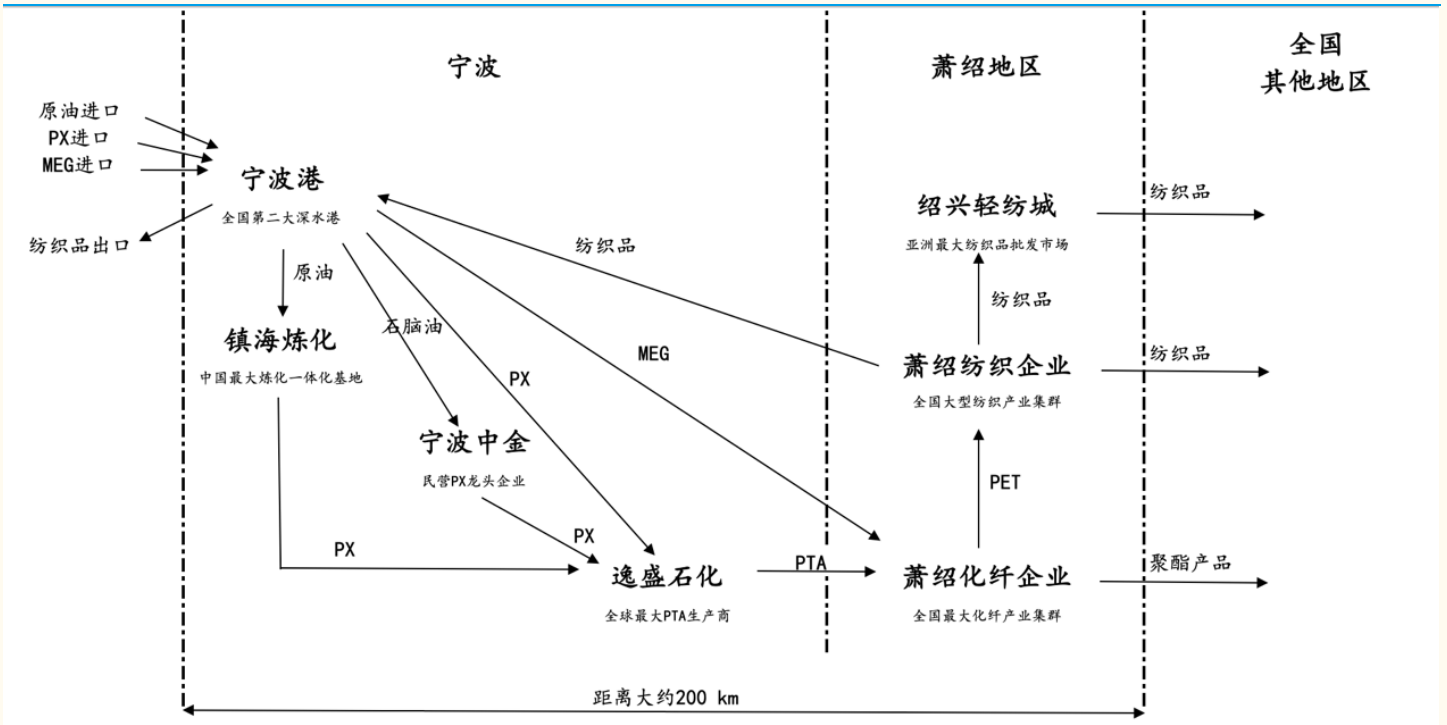 宁波
萧绍地区
全国
其他地区
原油进口
PX进口
MEG进口
纺织品出口
宁波港
全国第二大深水港
原油
石脑油
PX
MEG
纺织品
镇海炼化
中国最大炼化一体化基地
宁波中金
民营PX龙头企业
PX
PX
逸盛石化
全球最大PTA生产商
PTA
绍兴轻纺城
亚洲最大纺织品批发市场
纺织品
纺织品
萧绍纺织企业
全国大型纺织产业集群
纺织品
PET
萧绍化纤企业
全国最大化纤产业集群
聚酯产品
距离大约200 km